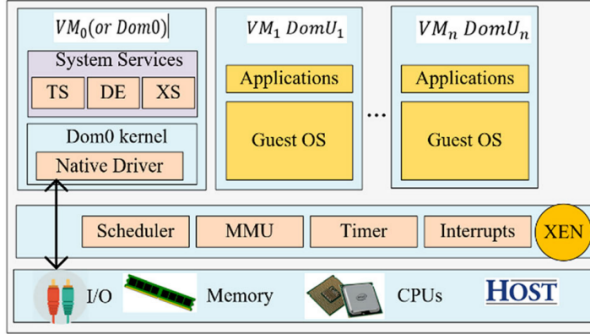 VM₀(or Dom0)|
System Services
TS DE XS
Dom0 kernel
Native Driver
VM₁ DomU₁
Applications
Guest OS
...
VMₙ DomUₙ
Applications
Guest OS
Scheduler MMU Timer Interrupts XEN
I/O Memory CPUs HOST